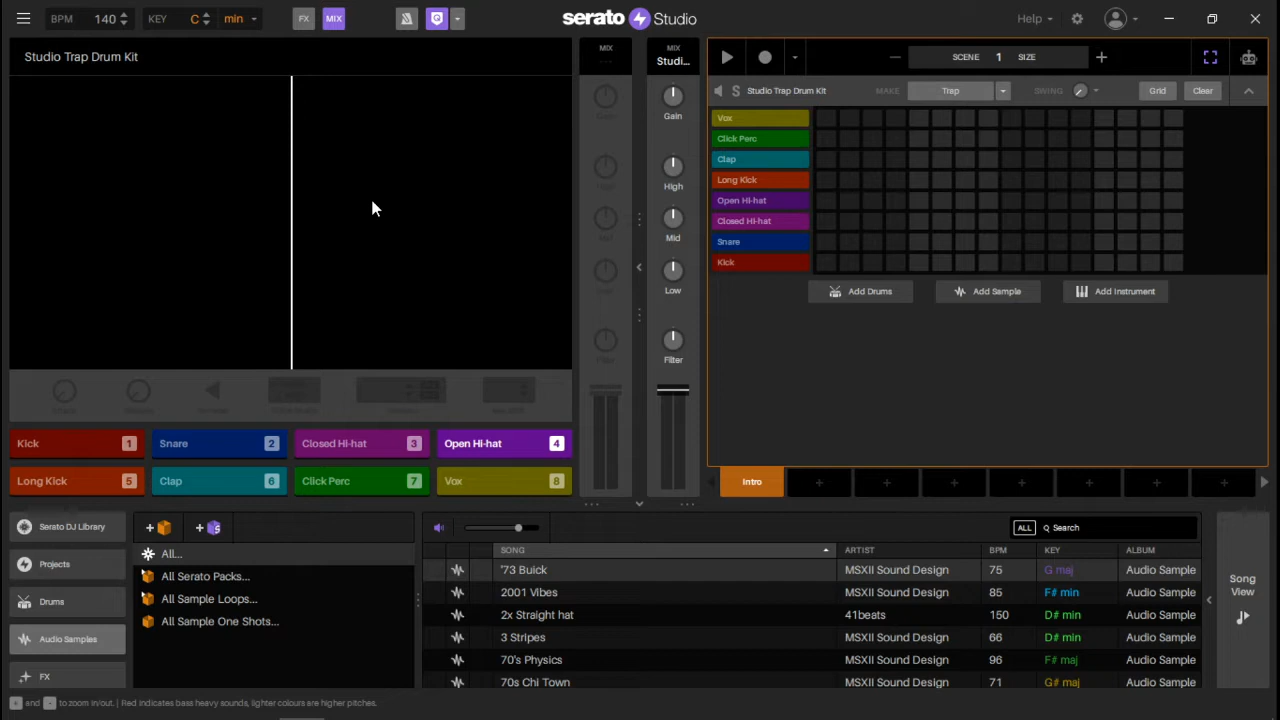 BPM 140 KEY C min FX MIX serato Studio Help
Studio Trap Drum Kit
MIX
MIX
Studi...
Gain
High
Mid
Low
Filter
SCENE 1 SIZE
S Studio Trap Drum Kit MAKE Trap SWING Grid Clear
Vox
Click Perc
Clap
Long Kick
Open Hi-hat
Closed Hi-hat
Snare
Kick
Add Drums Add Sample Add Instrument
Kick 1 Snare 2 Closed Hi-hat 3 Open Hi-hat 4
Long Kick 5 Clap 6 Click Perc 7 Vox 8
Intro + + + + + + +
Serato DJ Library
Projects
Drums
Audio Samples
FX
+ + S
All...
All Serato Packs...
All Sample Loops...
All Sample One Shots...
ALL Search
SONG ARTIST BPM KEY ALBUM
'73 Buick MSXII Sound Design 75 G maj Audio Sample
2001 Vibes MSXII Sound Design 85 F# min Audio Sample
2x Straight hat 41beats 150 D# min Audio Sample
3 Stripes MSXII Sound Design 66 D# min Audio Sample
70's Physics MSXII Sound Design 96 F# maj Audio Sample
70s Chi Town MSXII Sound Design 71 G# maj Audio Sample
Song
View
+ and - to zoom in/out. | Red indicates bass heavy sounds, lighter colours are higher pitches.